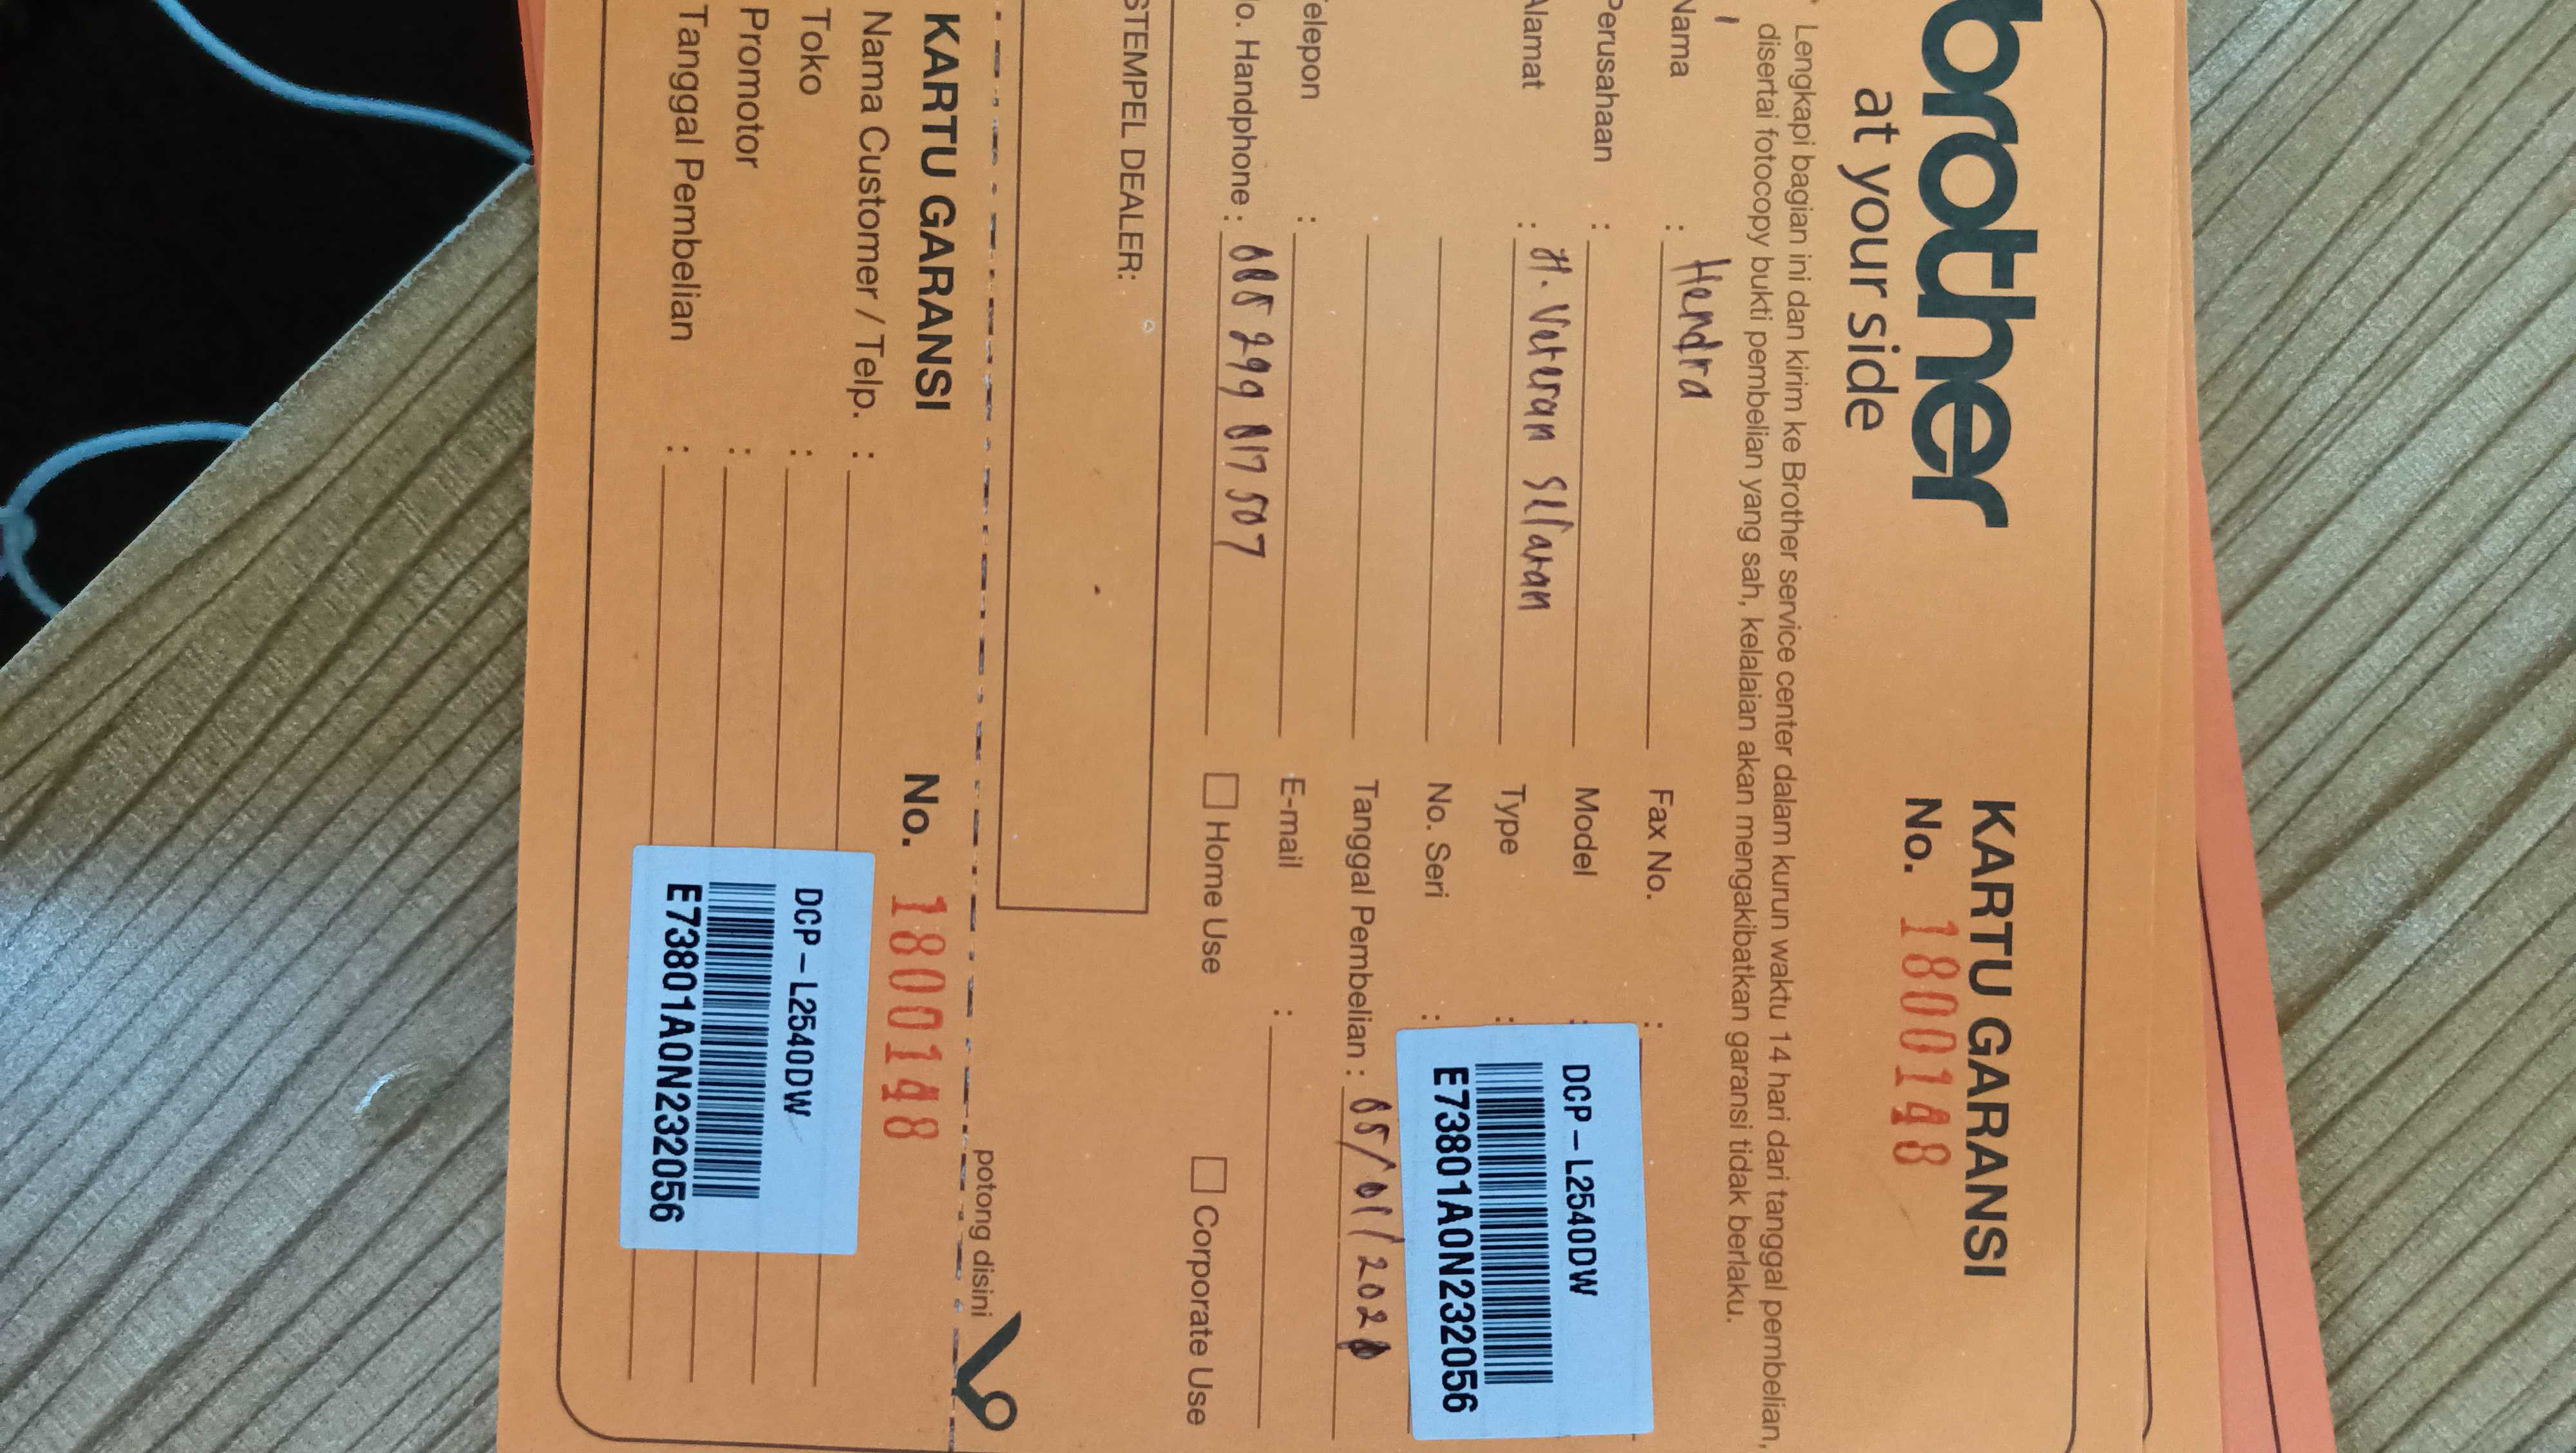 brother
at your side
KARTU GARANSI
No. 1800148
Lengkapi bagian ini dan kirim ke Brother service center dalam kurun waktu 14 hari dari tanggal pembelian,
disertai fotocopy bukti pembelian yang sah, kelalaian akan mengakibatkan garansi tidak berlaku.
Nama : Hendra
Perusahaan :
Alamat : Veteran Selatan
Telepon :
No. Handphone : 085 299 017 507
Fax No. :
Model :
Type :
No. Seri :
DCP-L2540DW
E73801A0N232056
Tanggal Pembelian : 05/01/202
E-mail :
Home Use
Corporate Use
STEMPEL DEALER:
potong disini
KARTU GARANSI
No. 1800148
Nama Customer / Telp. :
Toko :
Promotor :
Tanggal Pembelian :
DCP-L2540DW
E73801A0N232056